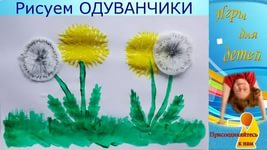 Рисуем ОДУВАНЧИКИ
Игры
для
детей
Присоединяйтесь
к нам